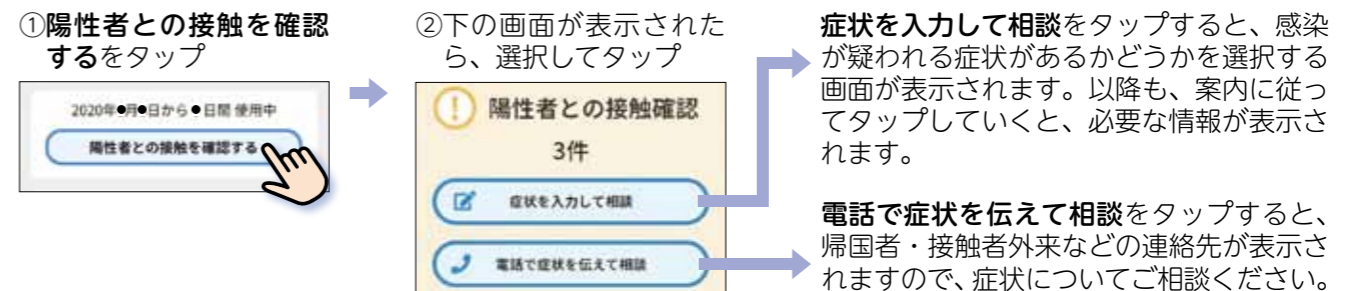 ①陽性者との接触を確認
するをタップ
2020年●月●日から●日間 使用中
陽性者との接触を確認する
②下の画面が表示された
ら、選択してタップ
陽性者との接触確認
3件
症状を入力して相談
電話で症状を伝えて相談
症状を入力して相談をタップすると、感染
が疑われる症状があるかどうかを選択する
画面が表示されます。以降も、案内に従っ
てタップしていくと、必要な情報が表示さ
れます。
電話で症状を伝えて相談をタップすると、
帰国者・接触者外来などの連絡先が表示さ
れますので、症状についてご相談ください。